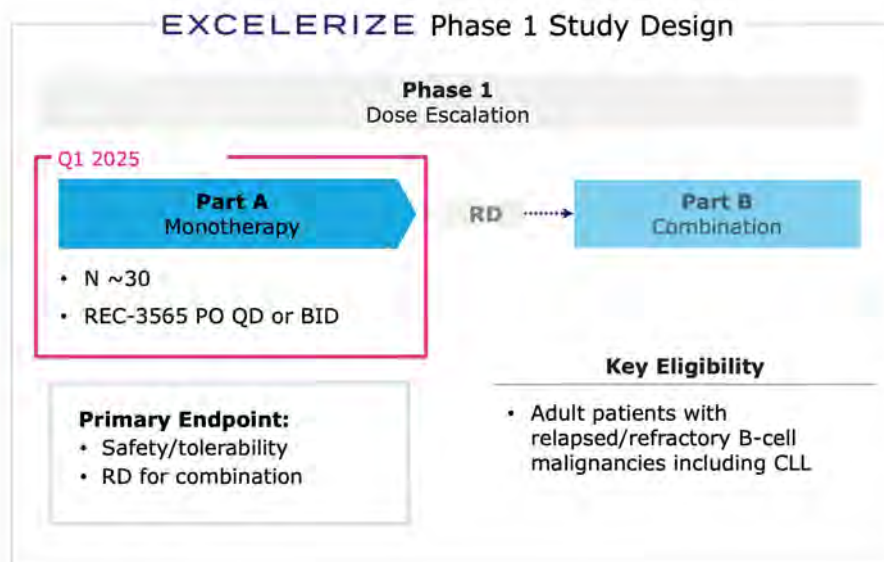 EXCELERIZE Phase 1 Study Design
Phase 1
Dose Escalation
Q1 2025
Part A
Monotherapy
• N ~30
• REC-3565 PO QD or BID
RD
Part B
Combination
Primary Endpoint:
• Safety/tolerability
• RD for combination
Key Eligibility
• Adult patients with
relapsed/refractory B-cell
malignancies including CLL